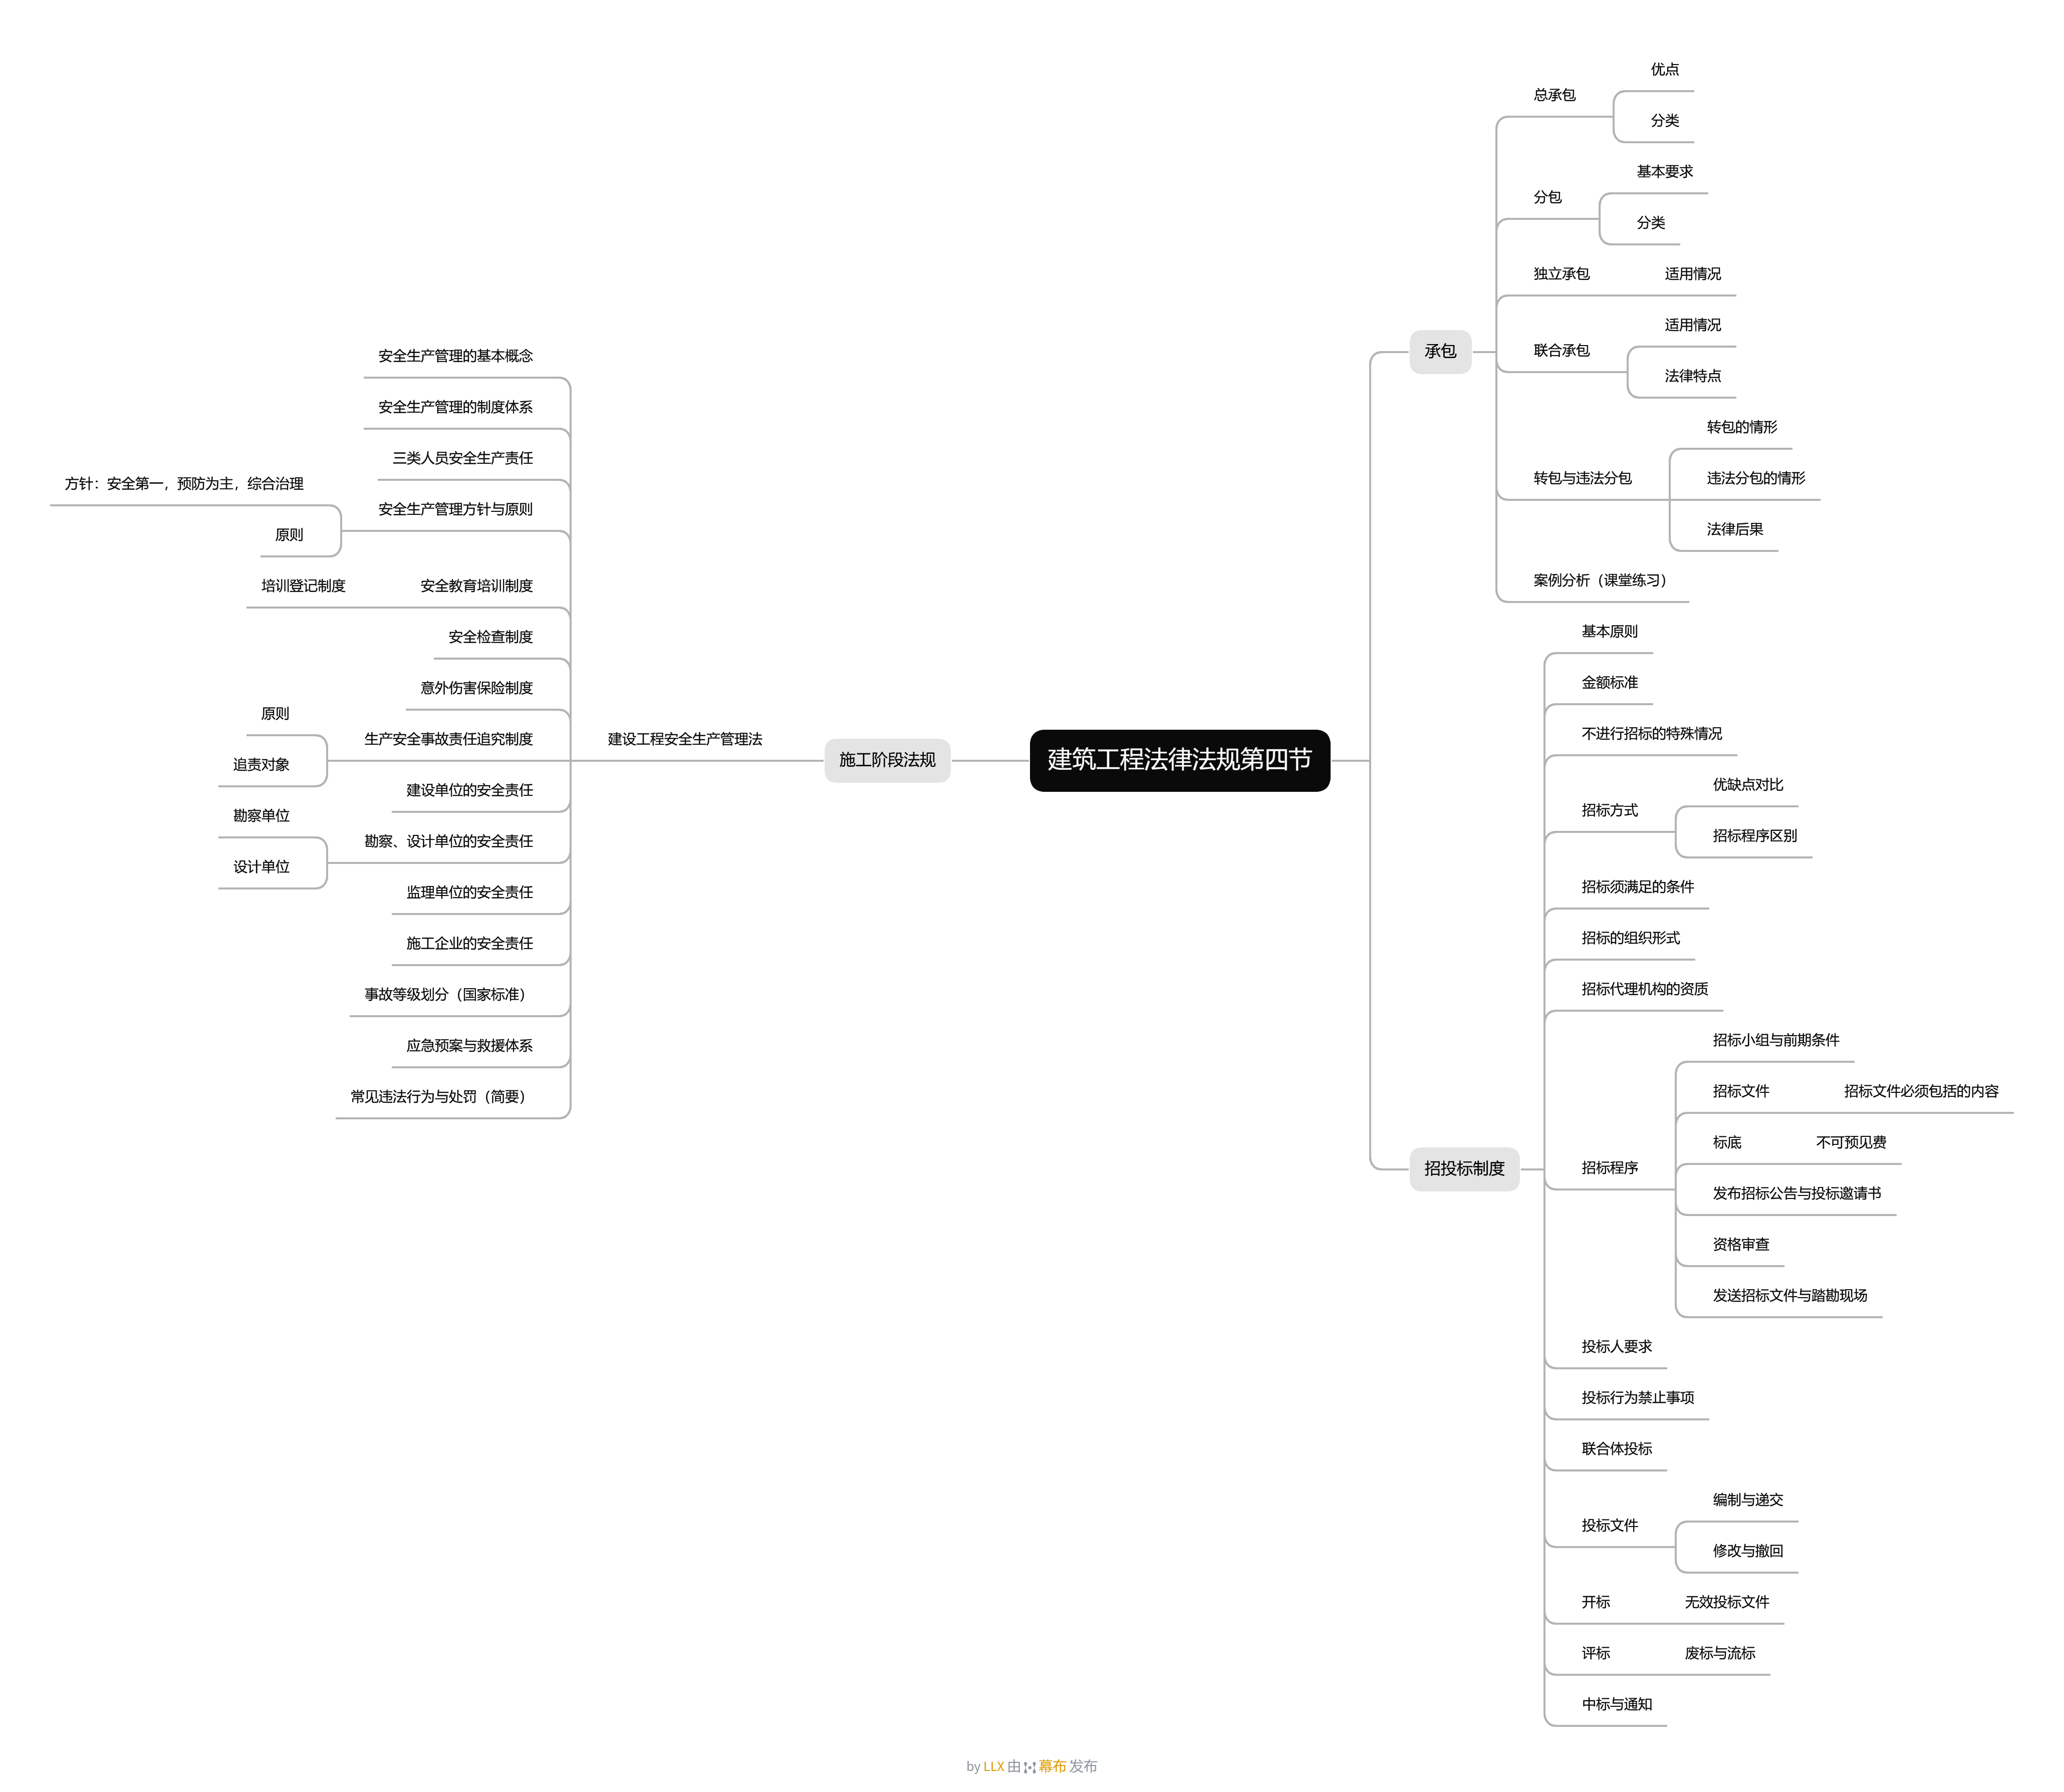 建筑工程法律法规第四节
承包
总承包
优点
分类
分包
基本要求
分类
独立承包
适用情况
联合承包
适用情况
法律特点
转包与违法分包
转包的情形
违法分包的情形
法律后果
案例分析（课堂练习）
招投标制度
基本原则
金额标准
不进行招标的特殊情况
招标方式
优缺点对比
招标程序区别
招标须满足的条件
招标的组织形式
招标代理机构的资质
招标程序
招标小组与前期条件
招标文件
招标文件必须包括的内容
标底
不可预见费
发布招标公告与投标邀请书
资格审查
发送招标文件与踏勘现场
投标人要求
投标行为禁止事项
联合体投标
投标文件
编制与递交
修改与撤回
开标
无效投标文件
评标
废标与流标
中标与通知
施工阶段法规
建设工程安全生产管理法
安全生产管理的基本概念
安全生产管理的制度体系
三类人员安全生产责任
安全生产管理方针与原则
方针：安全第一，预防为主，综合治理
原则
安全教育培训制度
培训登记制度
安全检查制度
意外伤害保险制度
生产安全事故责任追究制度
原则
追责对象
建设单位的安全责任
勘察、设计单位的安全责任
勘察单位
设计单位
监理单位的安全责任
施工企业的安全责任
事故等级划分（国家标准）
应急预案与救援体系
常见违法行为与处罚（简要）
by LLX 由 幕布 发布